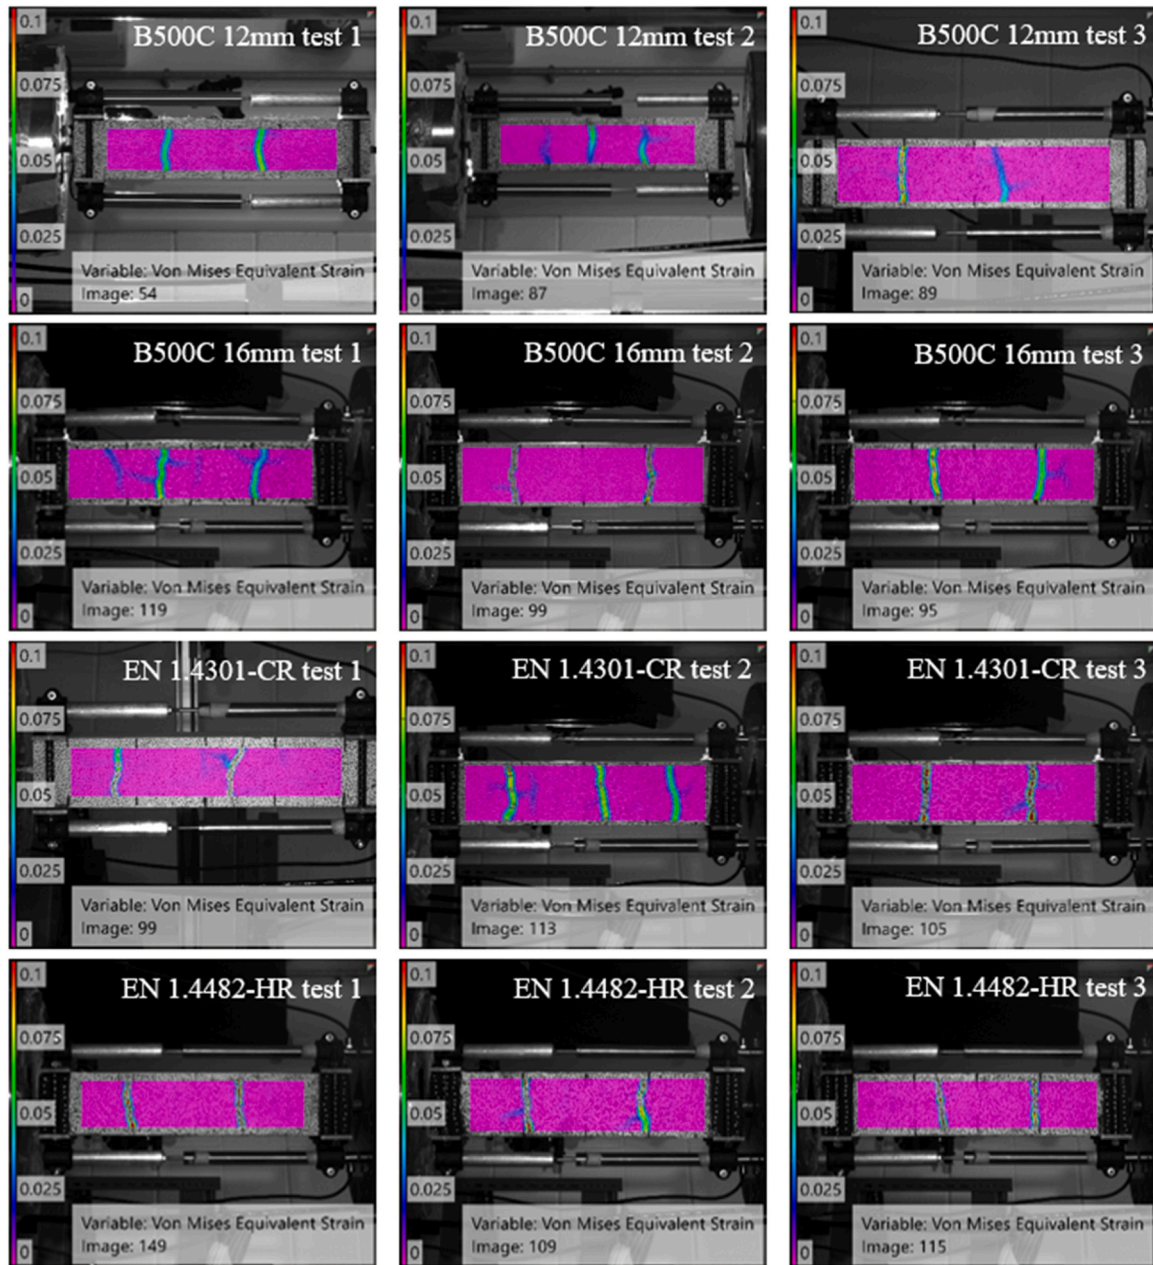 0.1
B500C 12mm test 1
0.075
0.05
0.025
Variable: Von Mises Equivalent Strain
Image: 54
0
0.1
B500C 12mm test 2
0.075
0.05
0.025
Variable: Von Mises Equivalent Strain
Image: 87
0
0.1
B500C 12mm test 3
0.075
0.05
0.025
Variable: Von Mises Equivalent Strain
Image: 89
0
0.1
B500C 16mm test 1
0.075
0.05
0.025
Variable: Von Mises Equivalent Strain
Image: 119
0
0.1
B500C 16mm test 2
0.075
0.05
0.025
Variable: Von Mises Equivalent Strain
Image: 99
0
0.1
B500C 16mm test 3
0.075
0.05
0.025
Variable: Von Mises Equivalent Strain
Image: 95
0
0.1
EN 1.4301-CR test 1
0.075
0.05
0.025
Variable: Von Mises Equivalent Strain
Image: 99
0
0.1
EN 1.4301-CR test 2
0.075
0.05
0.025
Variable: Von Mises Equivalent Strain
Image: 113
0
0.1
EN 1.4301-CR test 3
0.075
0.05
0.025
Variable: Von Mises Equivalent Strain
Image: 105
0
0.1
EN 1.4482-HR test 1
0.075
0.05
0.025
Variable: Von Mises Equivalent Strain
Image: 149
0
0.1
EN 1.4482-HR test 2
0.075
0.05
0.025
Variable: Von Mises Equivalent Strain
Image: 109
0
0.1
EN 1.4482-HR test 3
0.075
0.05
0.025
Variable: Von Mises Equivalent Strain
Image: 115
0